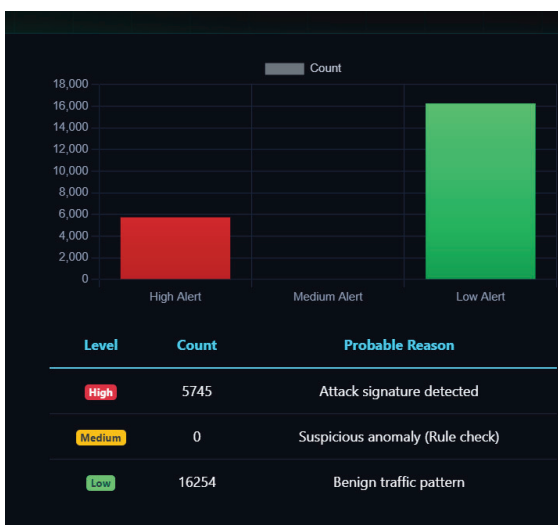 Count
18,000
16,000
14,000
12,000
10,000
8,000
6,000
4,000
2,000
0
High Alert Medium Alert Low Alert
Level Count Probable Reason
High 5745 Attack signature detected
Medium 0 Suspicious anomaly (Rule check)
Low 16254 Benign traffic pattern